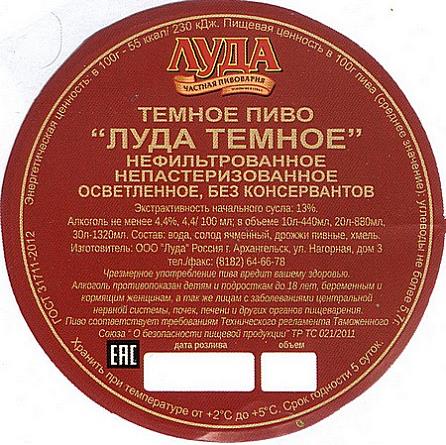 ЛУДА
ЧАСТНАЯ ПИВОВАРНЯ
ТЕМНОЕ ПИВО
“ЛУДА ТЕМНОЕ”
НЕФИЛЬТРОВАННОЕ
НЕПАСТЕРИЗОВАННОЕ
ОСВЕТЛЕННОЕ, БЕЗ КОНСЕРВАНТОВ
Экстрактивность начального сусла: 13%.
Алкоголь не менее 4,4%, 4,4/ 100 мл; в объеме 10л-440мл, 20л-880мл,
30л-1320мл. Состав: вода, солод ячменный, дрожжи пивные, хмель.
Изготовитель: ООО "Луда" Россия г. Архангельск, ул. Нагорная, дом 3
тел./факс: (8182) 64-66-78
Чрезмерное употребление пива вредит вашему здоровью.
Алкоголь противопоказан детям и подросткам до 18 лет, беременным и
кормящим женщинам, а так же лицам с заболеваниями центральной
нервной системы, почек, печени и других органов пищеварения.
Пиво соответствует требованиям Технического регламента Таможенного
Союза - " О безопасности пищевой продукции" ТР ТС 021/2011
EAC
дата розлива объем
ГОСТ 31711-2012 Энергетическая ценность: в 100г - 55 ккал/ 230 кДж. Пищевая ценность в 100г пива (среднее значение), углеводы не более 5,7г.
Хранить при температуре от +2°С до +5°С. Срок годности 5 суток.